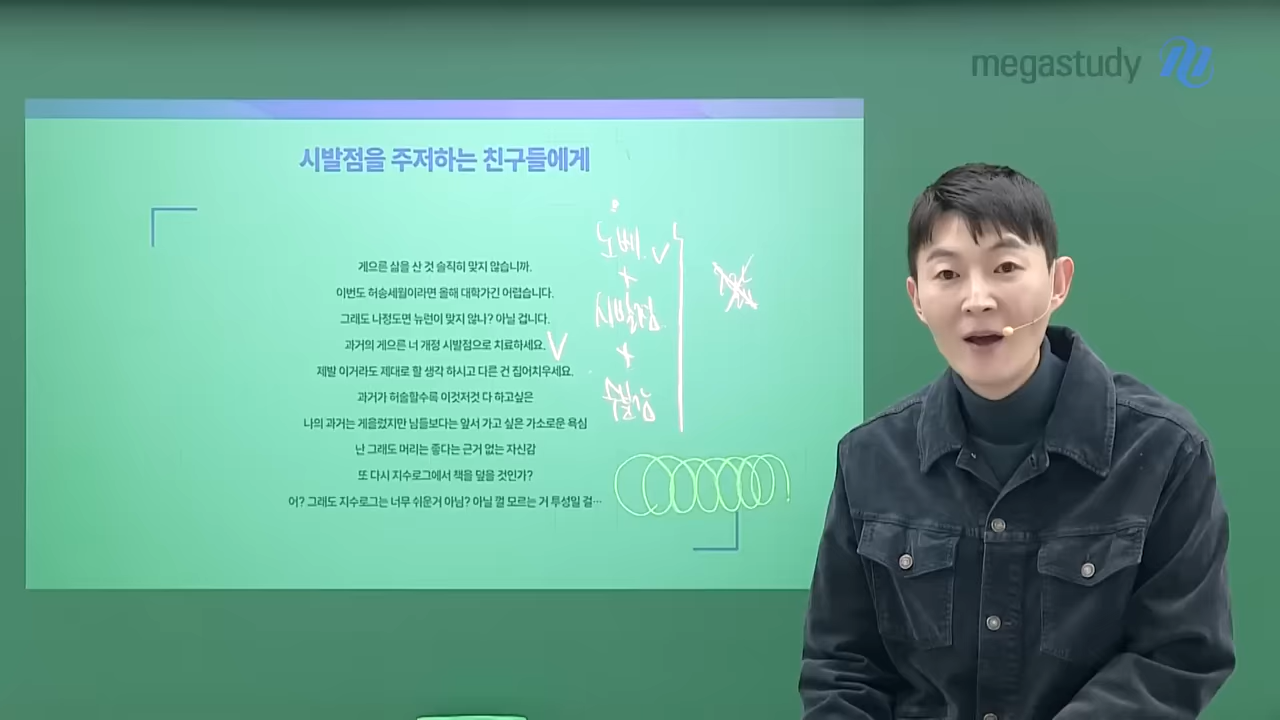 megastudy
시발점을 주저하는 친구들에게
게으른 삶을 산 것 솔직히 맞지 않습니까.
이번도 허송세월이라면 올해 대학가긴 어렵습니다.
그래도 나정도면 뉴런이 맞지 않나? 아닐 겁니다.
과거의 게으른 너 개정 시발점으로 치료하세요.
제발 이거라도 제대로 할 생각 하시고 다른 건 집어치우세요.
과거가 허술할수록 이것저것 다 하고싶은
나의 과거는 게을렀지만 남들보다는 앞서 가고 싶은 가소로운 욕심
난 그래도 머리는 좋다는 근거 없는 자신감
또 다시 지수로그에서 책을 덮을 것인가?
어? 그래도 지수로그는 너무 쉬운거 아님? 아닐 껄 모르는 거 투성일 걸…
노베
+
시발점
+